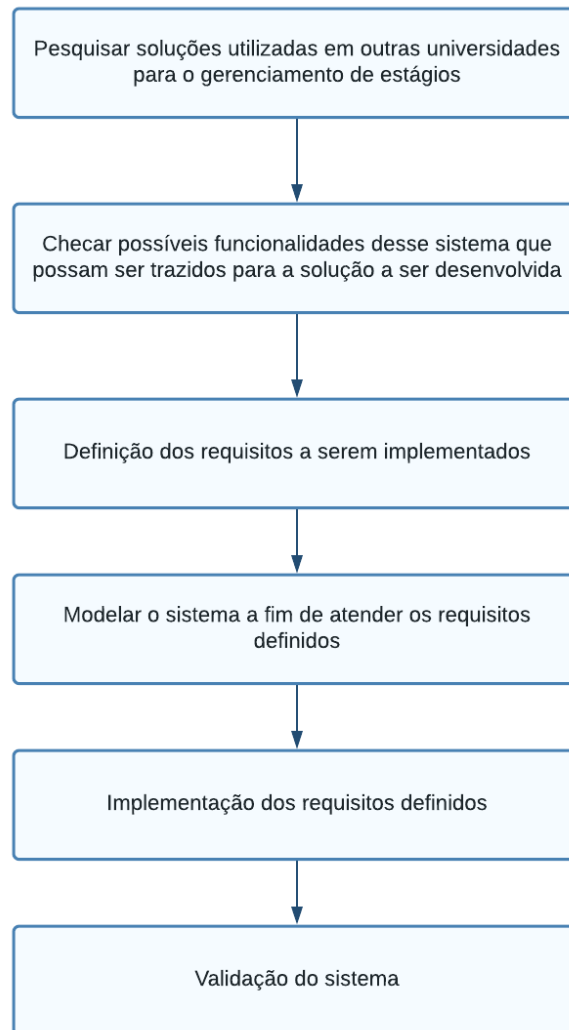 Pesquisar soluções utilizadas em outras universidades
para o gerenciamento de estágios
Checar possíveis funcionalidades desse sistema que
possam ser trazidos para a solução a ser desenvolvida
Definição dos requisitos a serem implementados
Modelar o sistema a fim de atender os requisitos
definidos
Implementação dos requisitos definidos
Validação do sistema